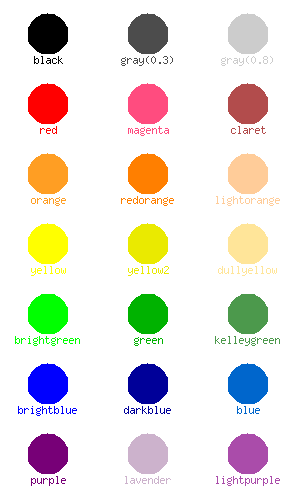 black gray(0.3) gray(0.8)
red magenta claret
orange redorange lightorange
yellow yellow2 dullyellow
brightgreen green kelleygreen
brightblue darkblue blue
purple lavender lightpurple